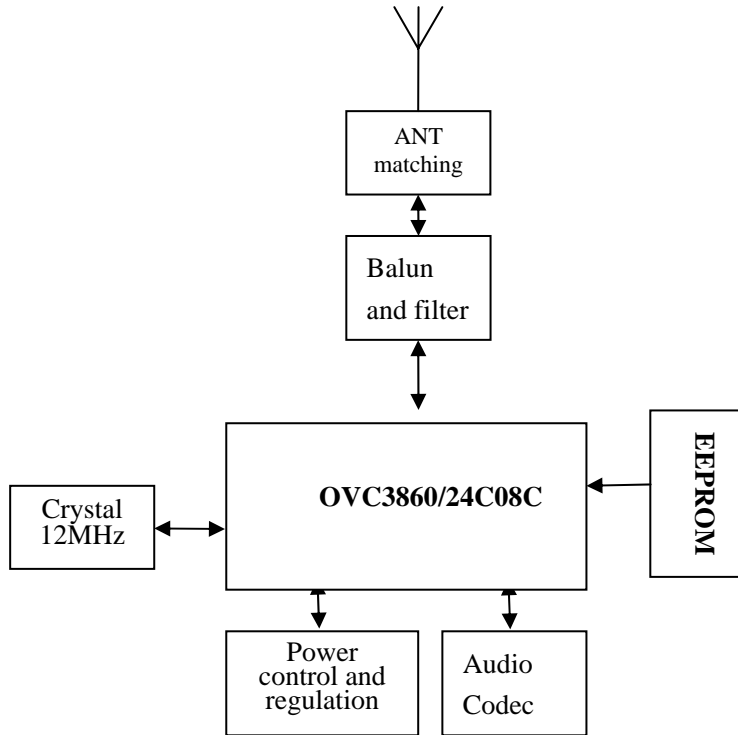 ANT
matching
Balun
and filter
OVC3860/24C08C
EEPROM
Crystal
12MHz
Power
control and
regulation
Audio
Codec